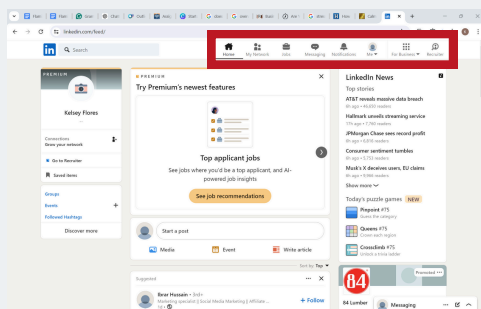 linkedin.com/feed/
in
Search
Home
My Network
Jobs
Messaging
Notifications
Me
For Business
Recruiter
PREMIUM
Kelsey Flores
Connections
Grow your network
Go to Recruiter
Saved items
Groups
Events
Followed Hashtags
Discover more
PREMIUM
Try Premium's newest features
Top applicant jobs
See jobs where you'd be a top applicant, and AI-
powered job insights
See job recommendations
Start a post
Media
Event
Write article
Sort by: Top
Suggested
Ibrar Hussain • 3rd+
Marketing specialist || Social Media Marketing || Affiliate...
+ Follow
LinkedIn News
Top stories
AT&T reveals massive data breach
Hallmark unveils streaming service
JPMorgan Chase sees record profit
Consumer sentiment tumbles
Musk's X deceives users, EU claims
Show more
Today's puzzle games NEW
Pinpoint #75
Guess the category
Queens #75
Crown each region
Crossclimb #75
Unlock a trivia ladder
Promoted
84
84 Lumber
Messaging